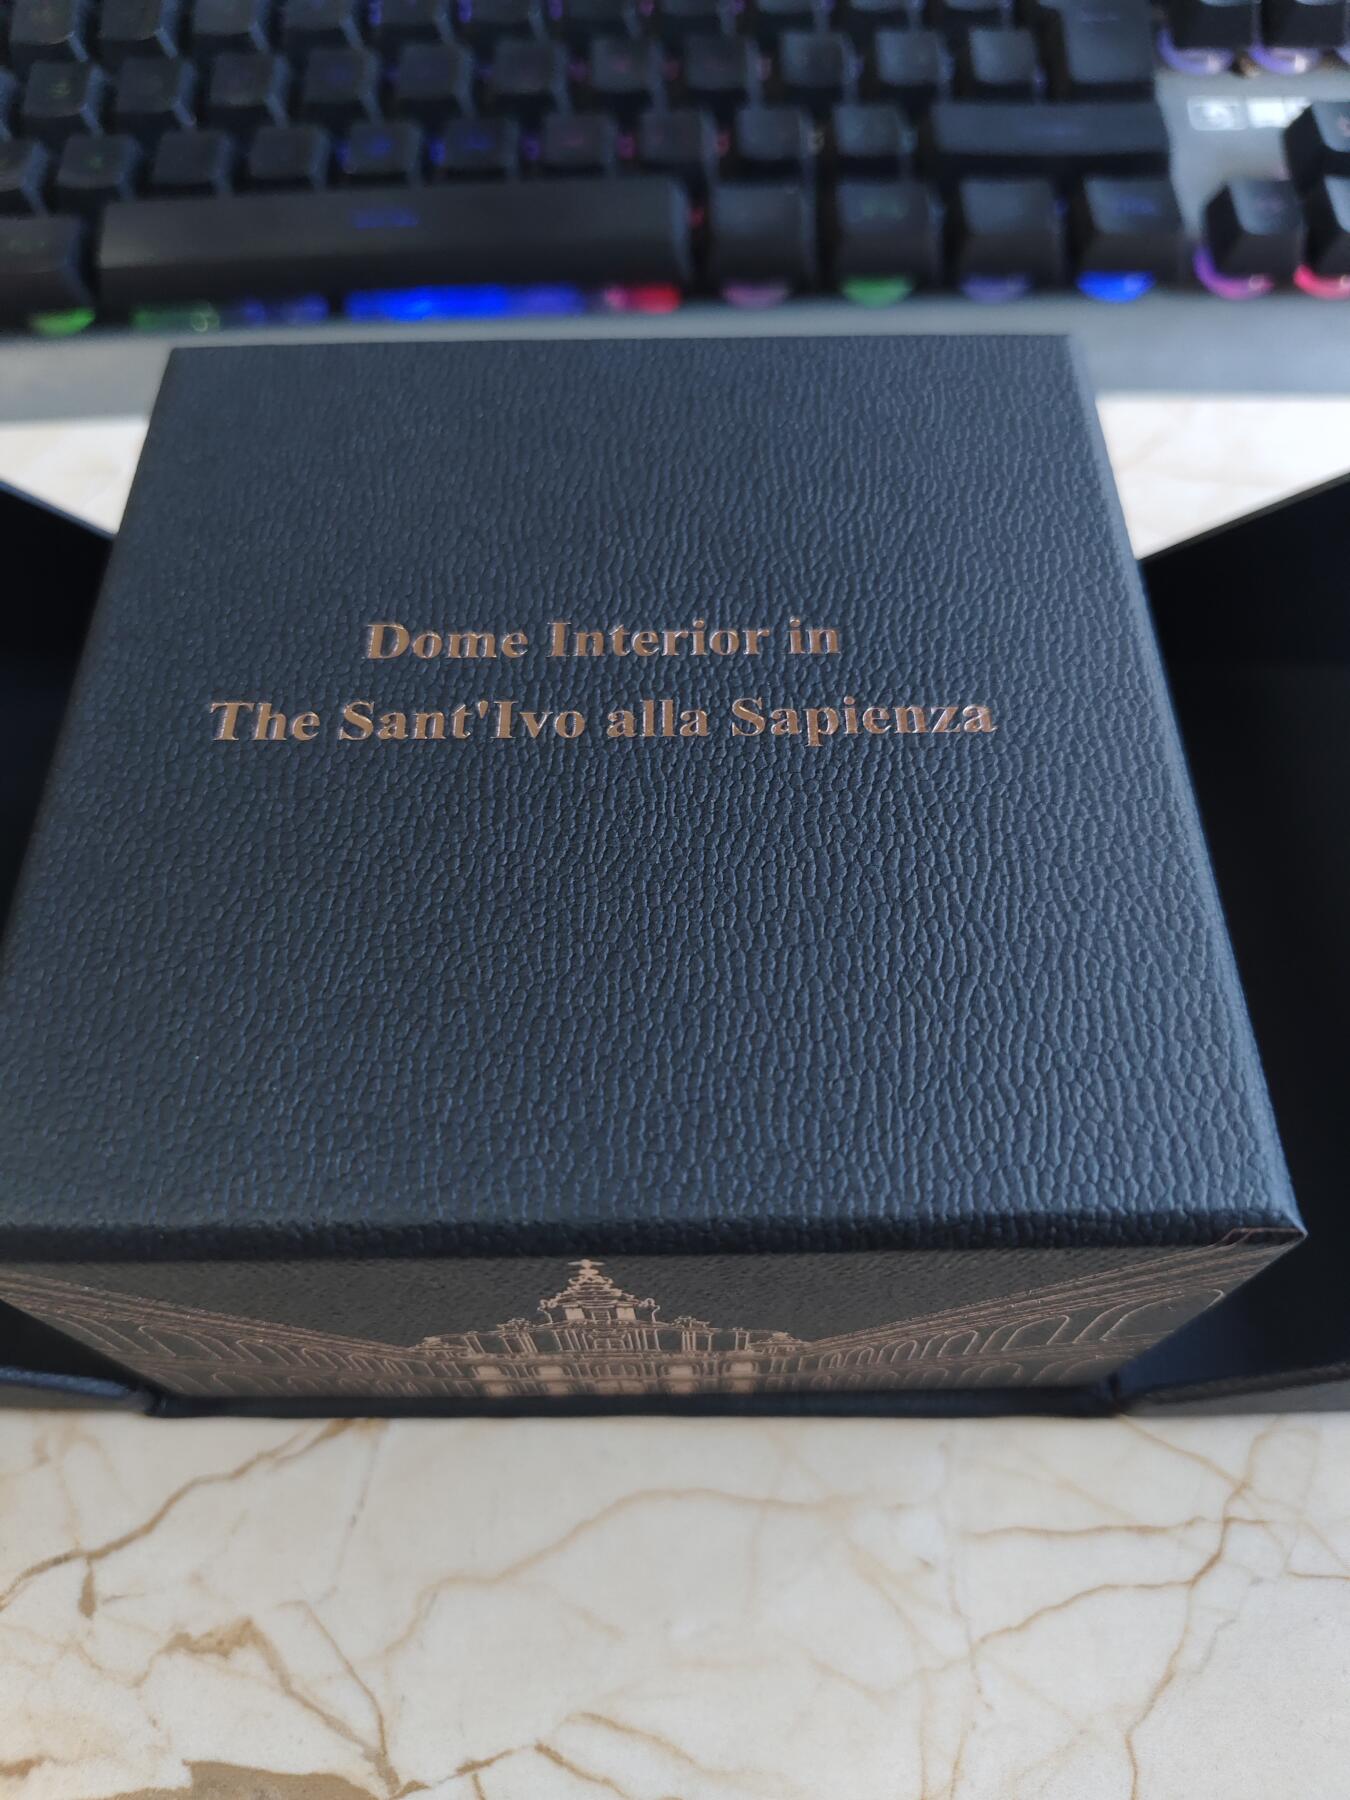 Dome Interior in
The Sant'Ivo alla Sapienza